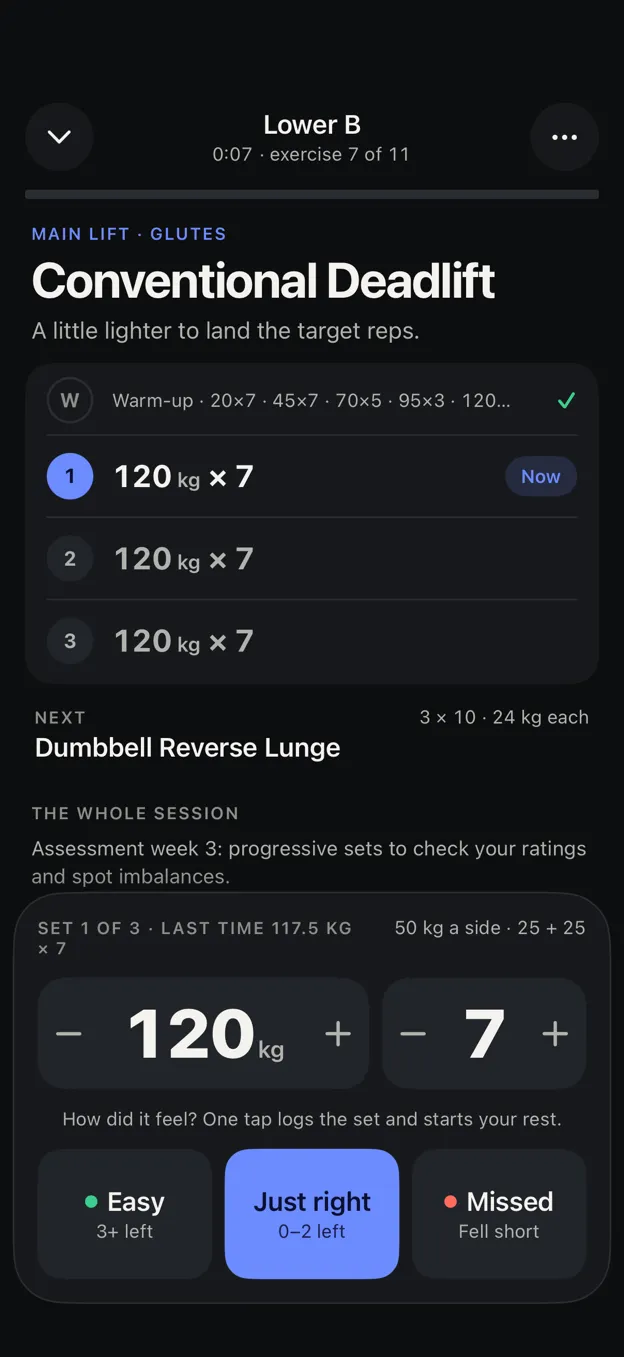 Lower B
0:07 · exercise 7 of 11
MAIN LIFT · GLUTES
Conventional Deadlift
A little lighter to land the target reps.
W Warm-up · 20×7 · 45×7 · 70×5 · 95×3 · 120...
1 120 kg × 7 Now
2 120 kg × 7
3 120 kg × 7
NEXT 3 × 10 · 24 kg each
Dumbbell Reverse Lunge
THE WHOLE SESSION
Assessment week 3: progressive sets to check your ratings
and spot imbalances.
SET 1 OF 3 · LAST TIME 117.5 KG 50 kg a side · 25 + 25
× 7
− 120 kg + − 7 +
How did it feel? One tap logs the set and starts your rest.
Easy Just right Missed
3+ left 0–2 left Fell short